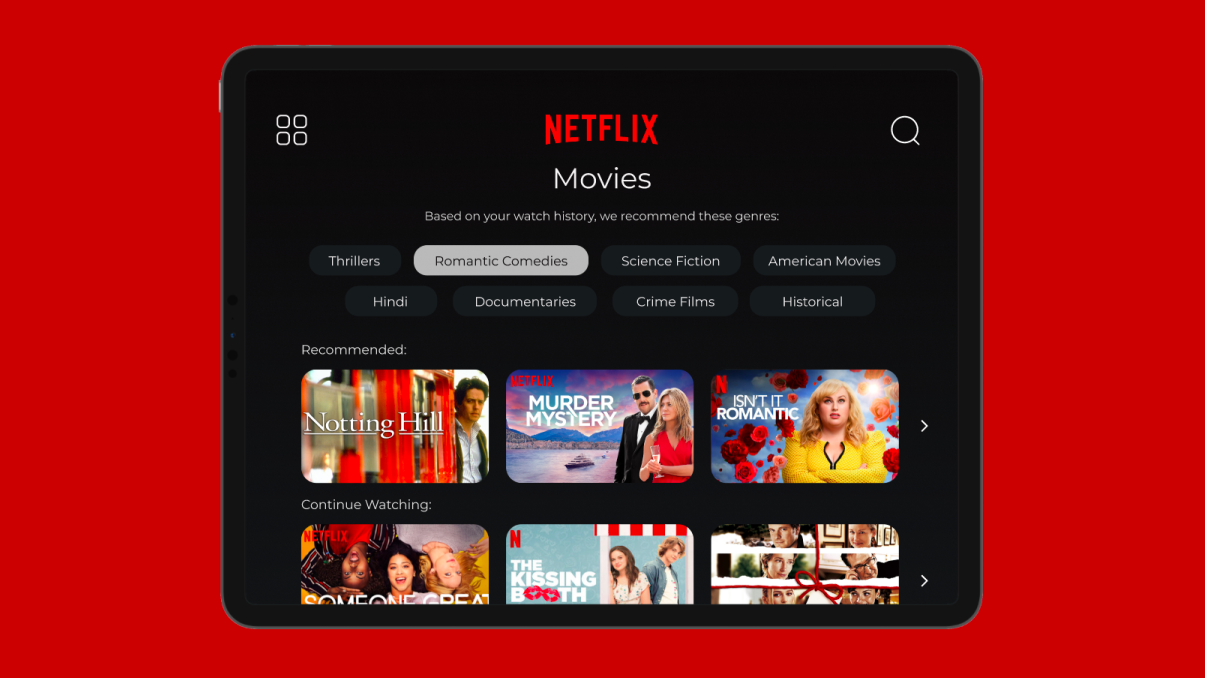 NETFLIX
Movies
Based on your watch history, we recommend these genres:
Thrillers
Romantic Comedies
Science Fiction
American Movies
Hindi
Documentaries
Crime Films
Historical
Recommended:
Notting Hill
NETFLIX
MURDER
MYSTERY
N
ISN'T IT
ROMANTIC
Continue Watching:
NETFLIX
SOMEONE GREAT
N
THE
KISSING
BOOTH